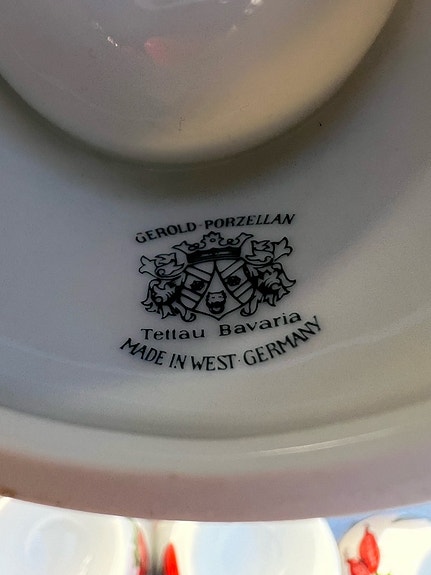 GEROLD·PORZELLAN
Tettau Bavaria
MADE IN WEST·GERMANY